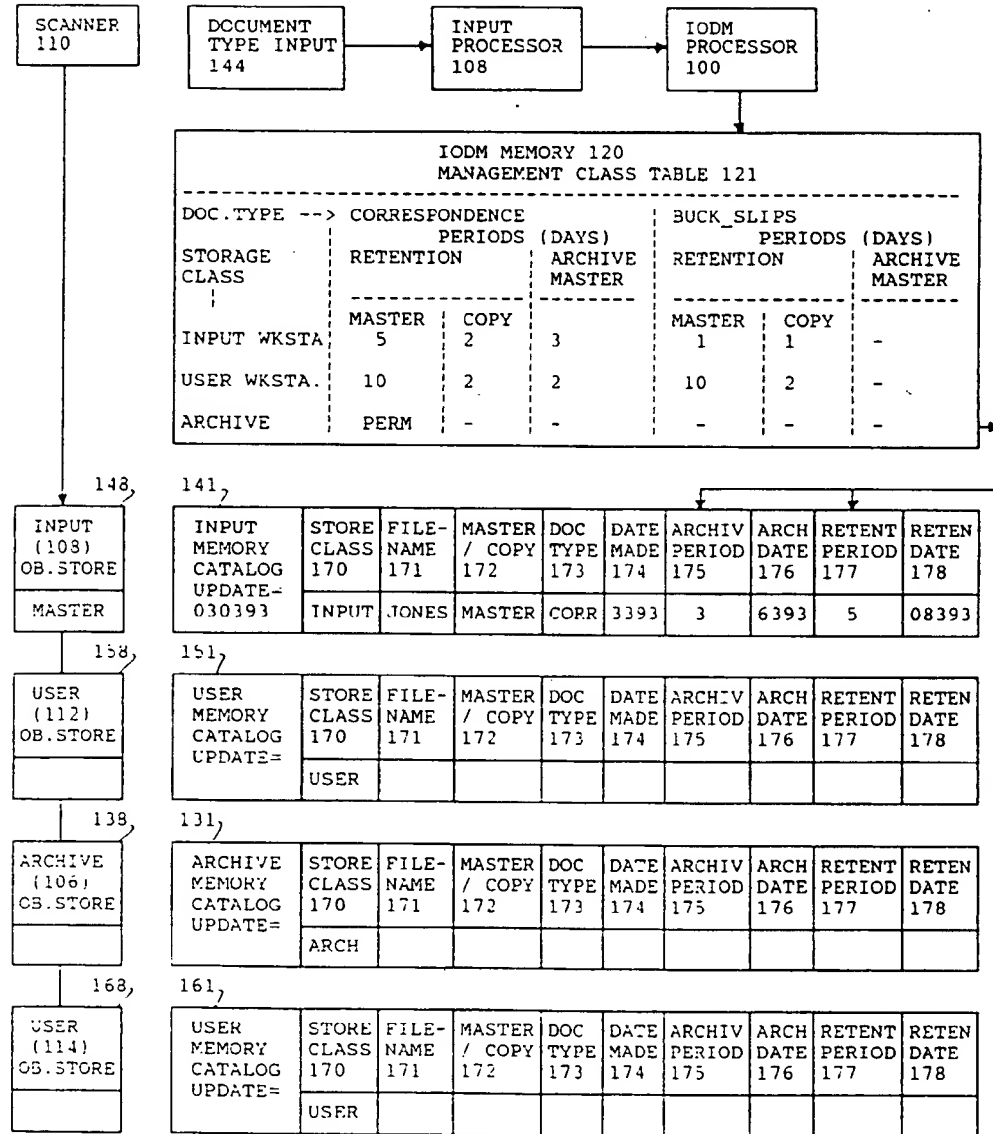 SCANNER
110
DOCUMENT
TYPE INPUT
144
INPUT
PROCESSOR
108
IODM
PROCESSOR
100
IODM MEMORY 120
MANAGEMENT CLASS TABLE 121
DOC.TYPE --> CORRESPONDENCE BUCK_SLIPS
PERIODS (DAYS) PERIODS (DAYS)
STORAGE RETENTION ARCHIVE RETENTION ARCHIVE
CLASS MASTER MASTER
MASTER COPY MASTER COPY
INPUT WKSTA 5 2 3 1 1 -
USER WKSTA. 10 2 2 10 2 -
ARCHIVE PERM - - - - -
148
INPUT
(108)
OB.STORE
MASTER
141
INPUT STORE FILE- MASTER DOC DATE ARCHIV ARCH RETENT RETEN
MEMORY CLASS NAME / COPY TYPE MADE PERIOD DATE PERIOD DATE
CATALOG 170 171 172 173 174 175 176 177 178
UPDATE=
030393 INPUT JONES MASTER CORR 3393 3 6393 5 08393
158
USER
(112)
OB.STORE
151
USER STORE FILE- MASTER DOC DATE ARCHIV ARCH RETENT RETEN
MEMORY CLASS NAME / COPY TYPE MADE PERIOD DATE PERIOD DATE
CATALOG 170 171 172 173 174 175 176 177 178
UPDATE=
USER
138
ARCHIVE
(106)
OB.STORE
131
ARCHIVE STORE FILE- MASTER DOC DATE ARCHIV ARCH RETENT RETEN
MEMORY CLASS NAME / COPY TYPE MADE PERIOD DATE PERIOD DATE
CATALOG 170 171 172 173 174 175 176 177 178
UPDATE=
ARCH
168
USER
(114)
OB.STORE
161
USER STORE FILE- MASTER DOC DATE ARCHIV ARCH RETENT RETEN
MEMORY CLASS NAME / COPY TYPE MADE PERIOD DATE PERIOD DATE
CATALOG 170 171 172 173 174 175 176 177 178
UPDATE=
USER